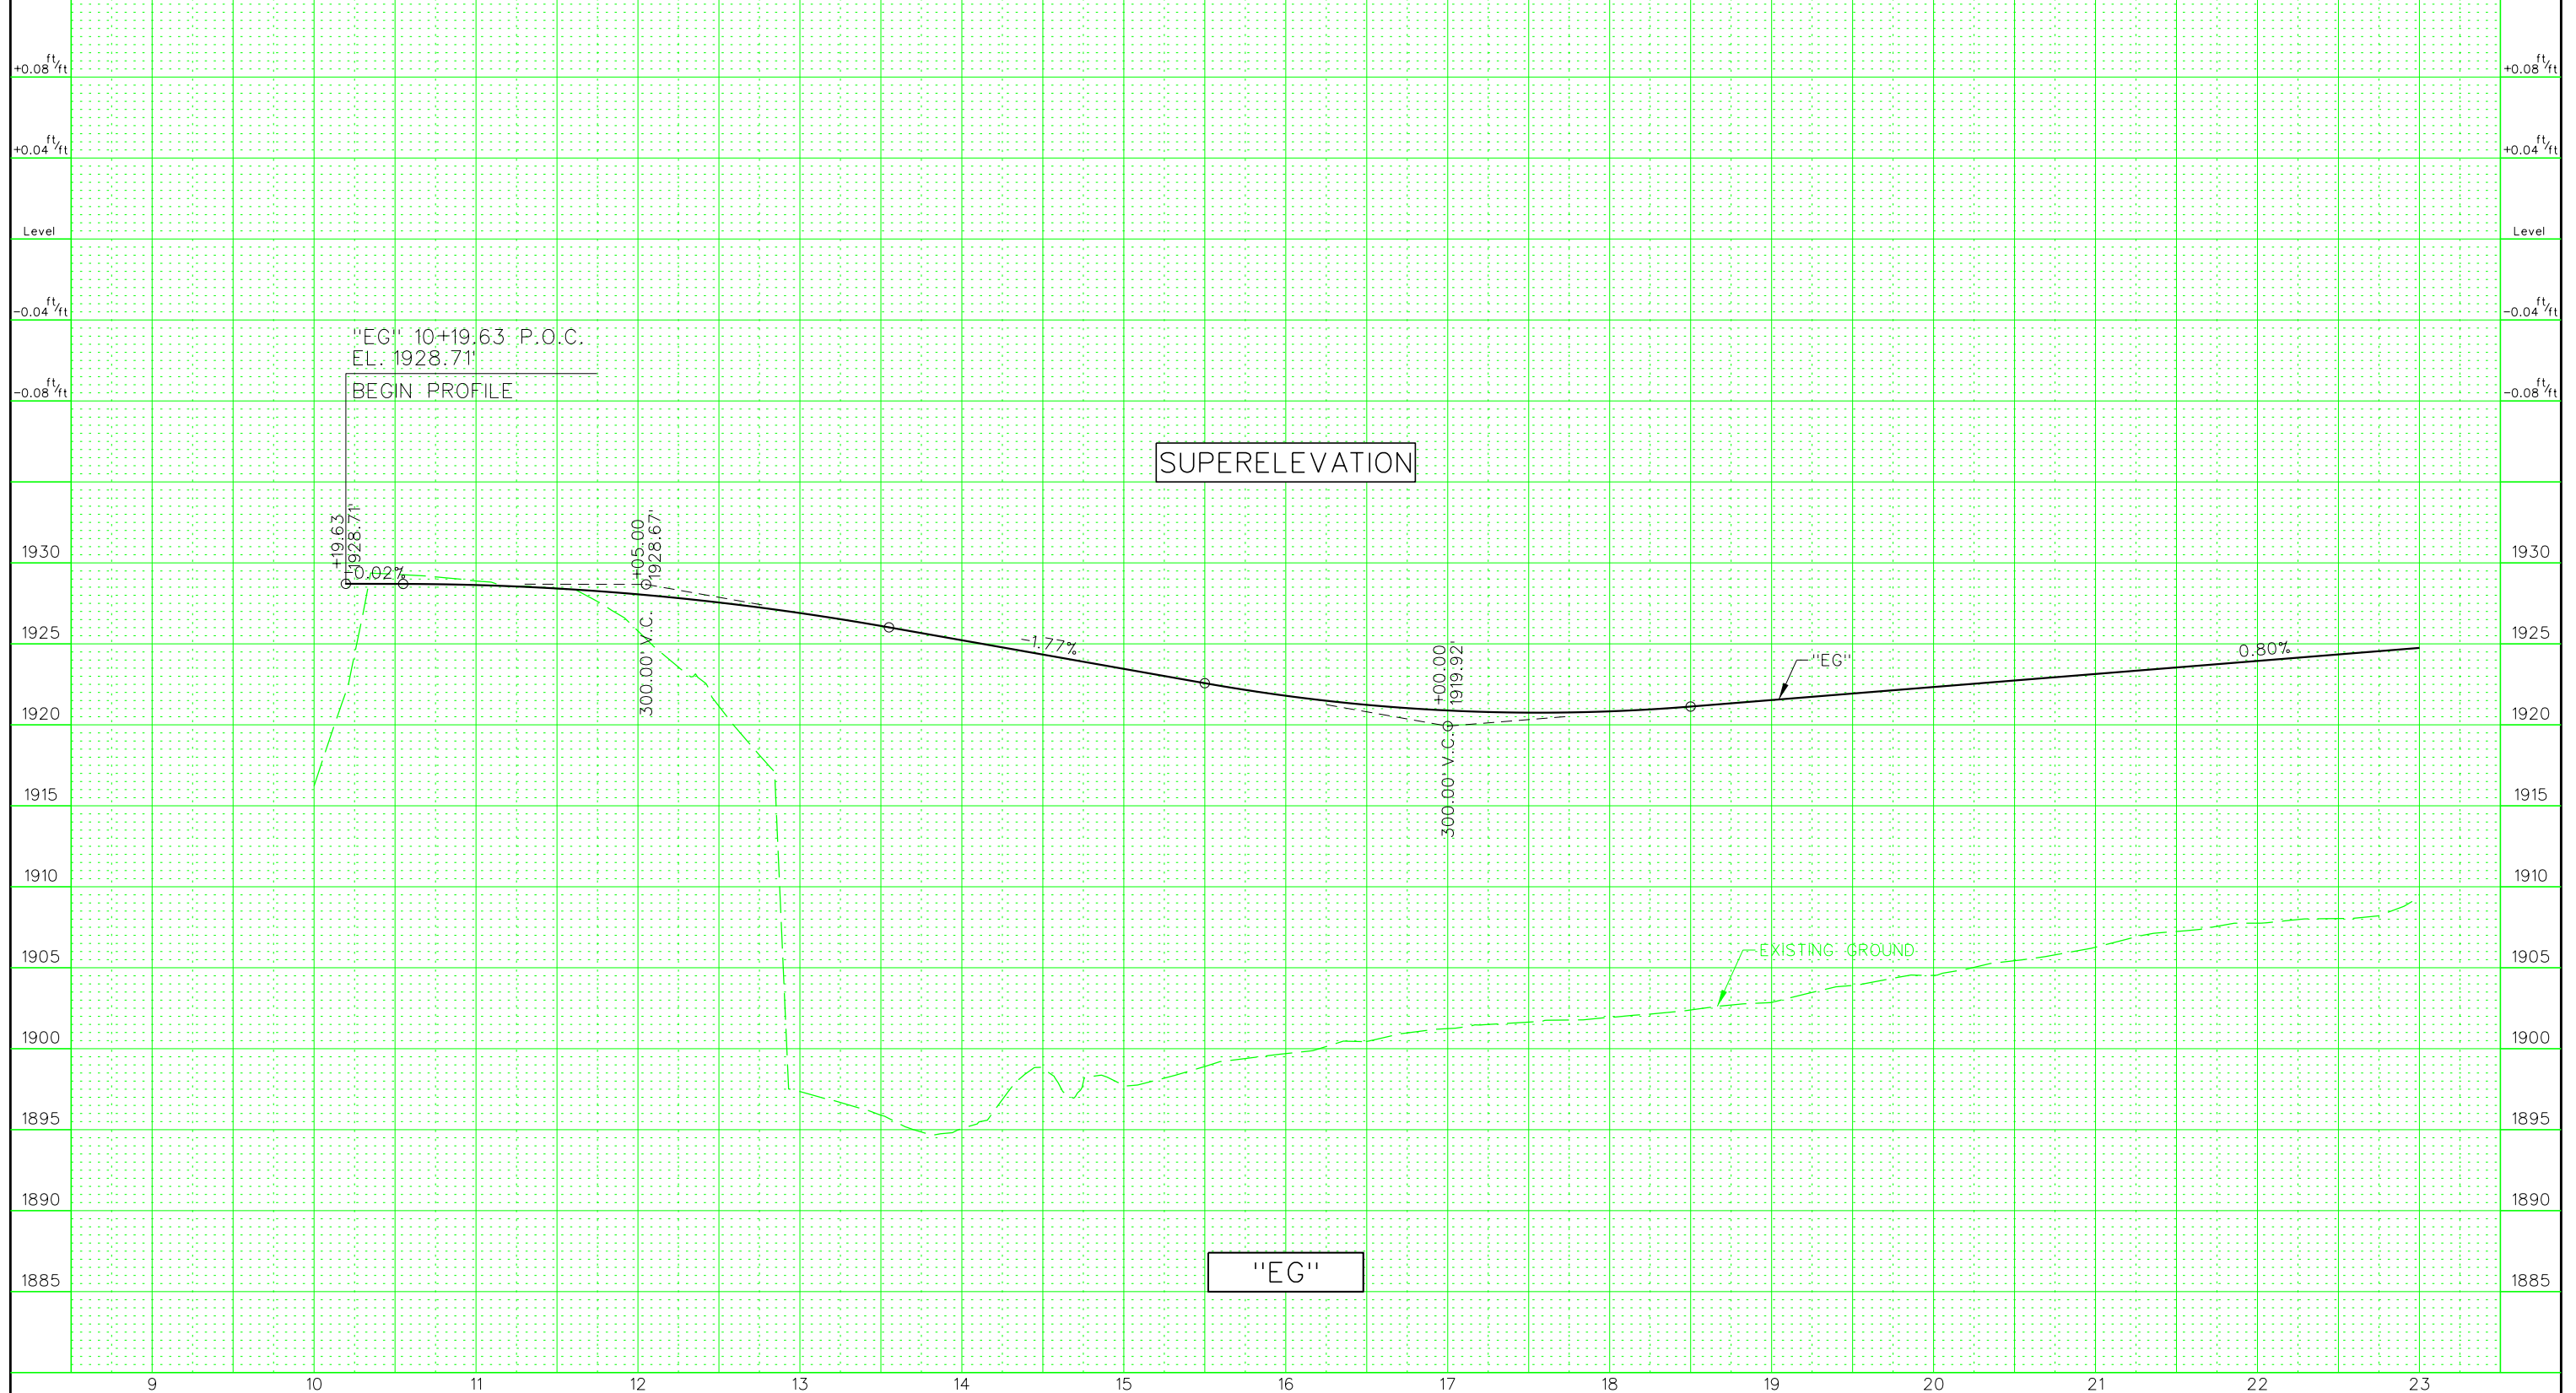 +0.08 ft/ft
+0.08 ft/ft
+0.04 ft/ft
+0.04 ft/ft
Level
Level
-0.04 ft/ft
-0.04 ft/ft
"EG" 10+19.63 P.O.C.
EL. 1928.71'
BEGIN PROFILE
-0.08 ft/ft
-0.08 ft/ft
SUPERELEVATION
+19.63
1928.71'
-0.02%
+05.00
1928.67'
300.00' V.C.
-1.77%
+00.00
1919.92'
300.00' V.C.
"EG"
0.80%
1930
1930
1925
1925
1920
1920
1915
1915
1910
1910
EXISTING GROUND
1905
1905
1900
1900
1895
1895
1890
1890
1885
1885
"EG"
9 10 11 12 13 14 15 16 17 18 19 20 21 22 23